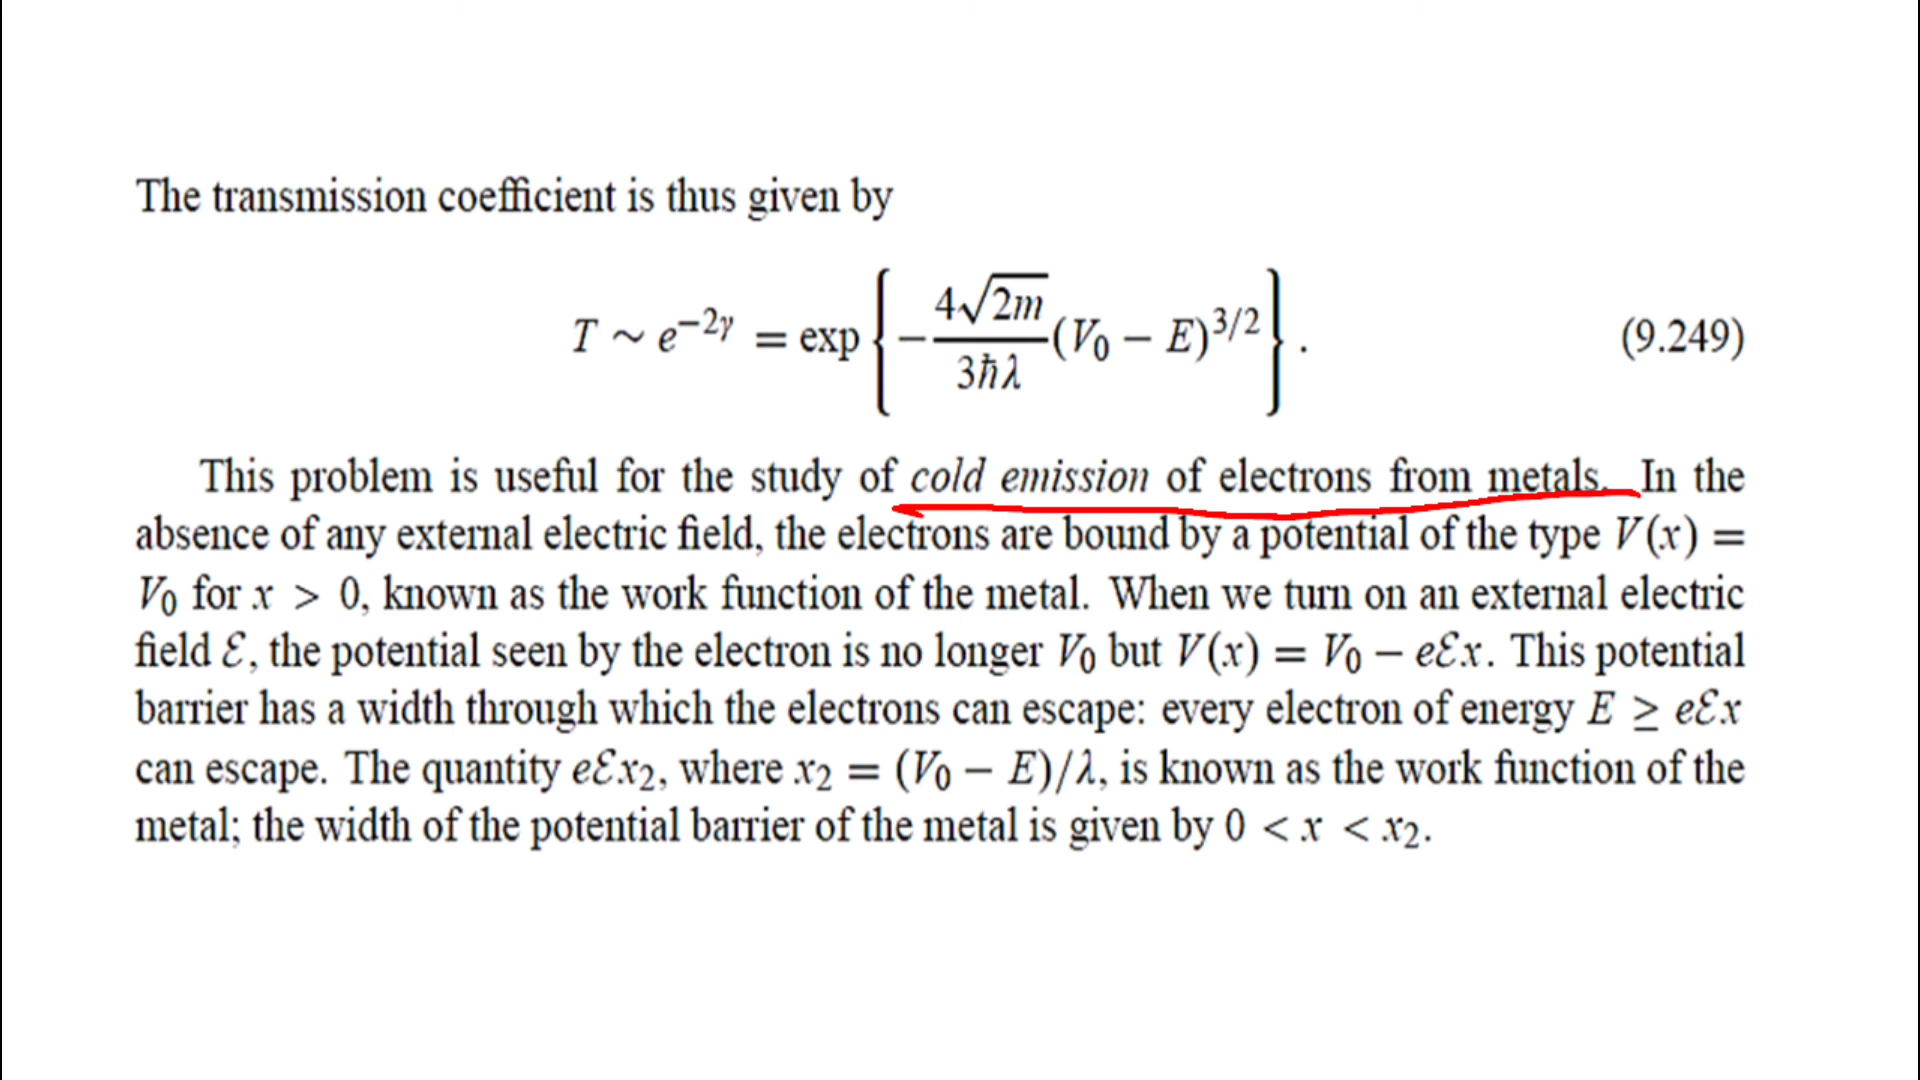 The transmission coefficient is thus given by
T ∼ e^{−2γ} = exp { − 4√2m / 3ℏλ (V₀ − E)^{3/2} } . (9.249)
This problem is useful for the study of cold emission of electrons from metals. In the
absence of any external electric field, the electrons are bound by a potential of the type V(x) =
V₀ for x > 0, known as the work function of the metal. When we turn on an external electric
field ℰ, the potential seen by the electron is no longer V₀ but V(x) = V₀ − eℰx. This potential
barrier has a width through which the electrons can escape: every electron of energy E ≥ eℰx
can escape. The quantity eℰx₂, where x₂ = (V₀ − E)/λ, is known as the work function of the
metal; the width of the potential barrier of the metal is given by 0 < x < x₂.